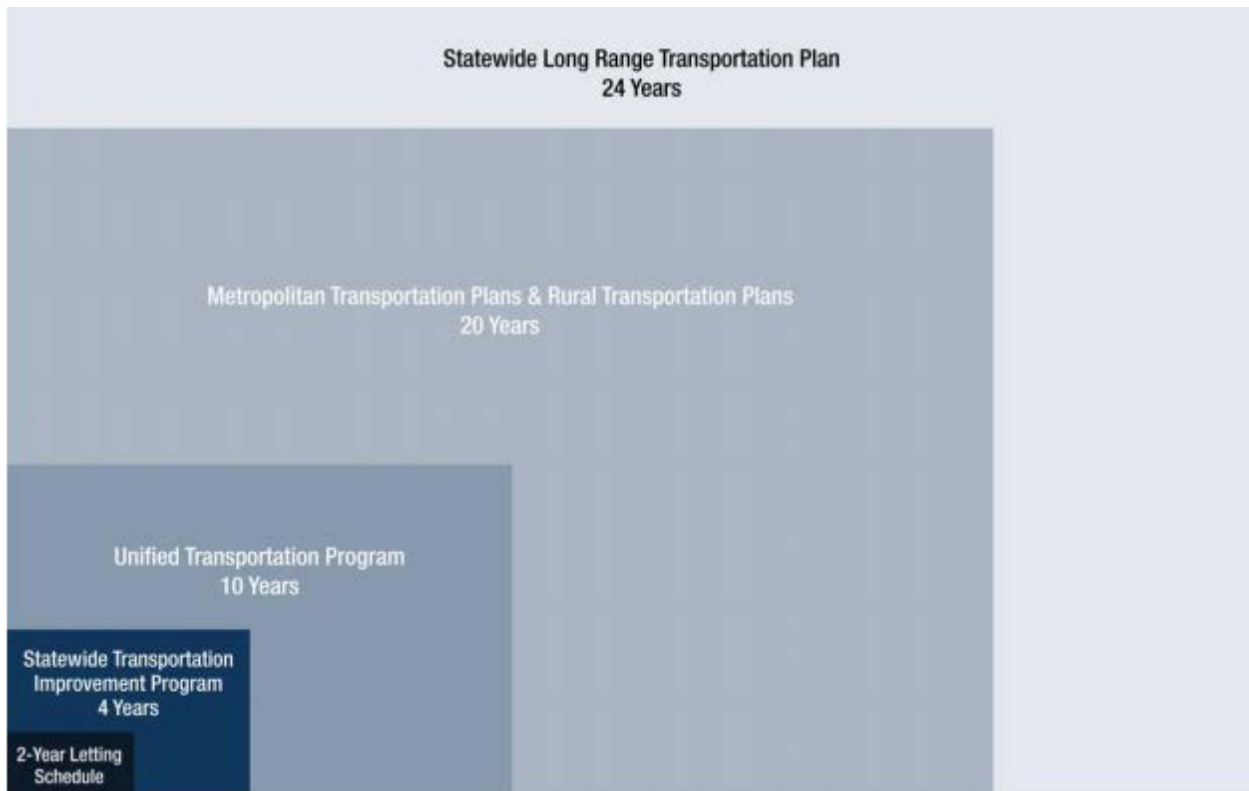 Statewide Long Range Transportation Plan
24 Years
Metropolitan Transportation Plans & Rural Transportation Plans
20 Years
Unified Transportation Program
10 Years
Statewide Transportation
Improvement Program
4 Years
2-Year Letting
Schedule